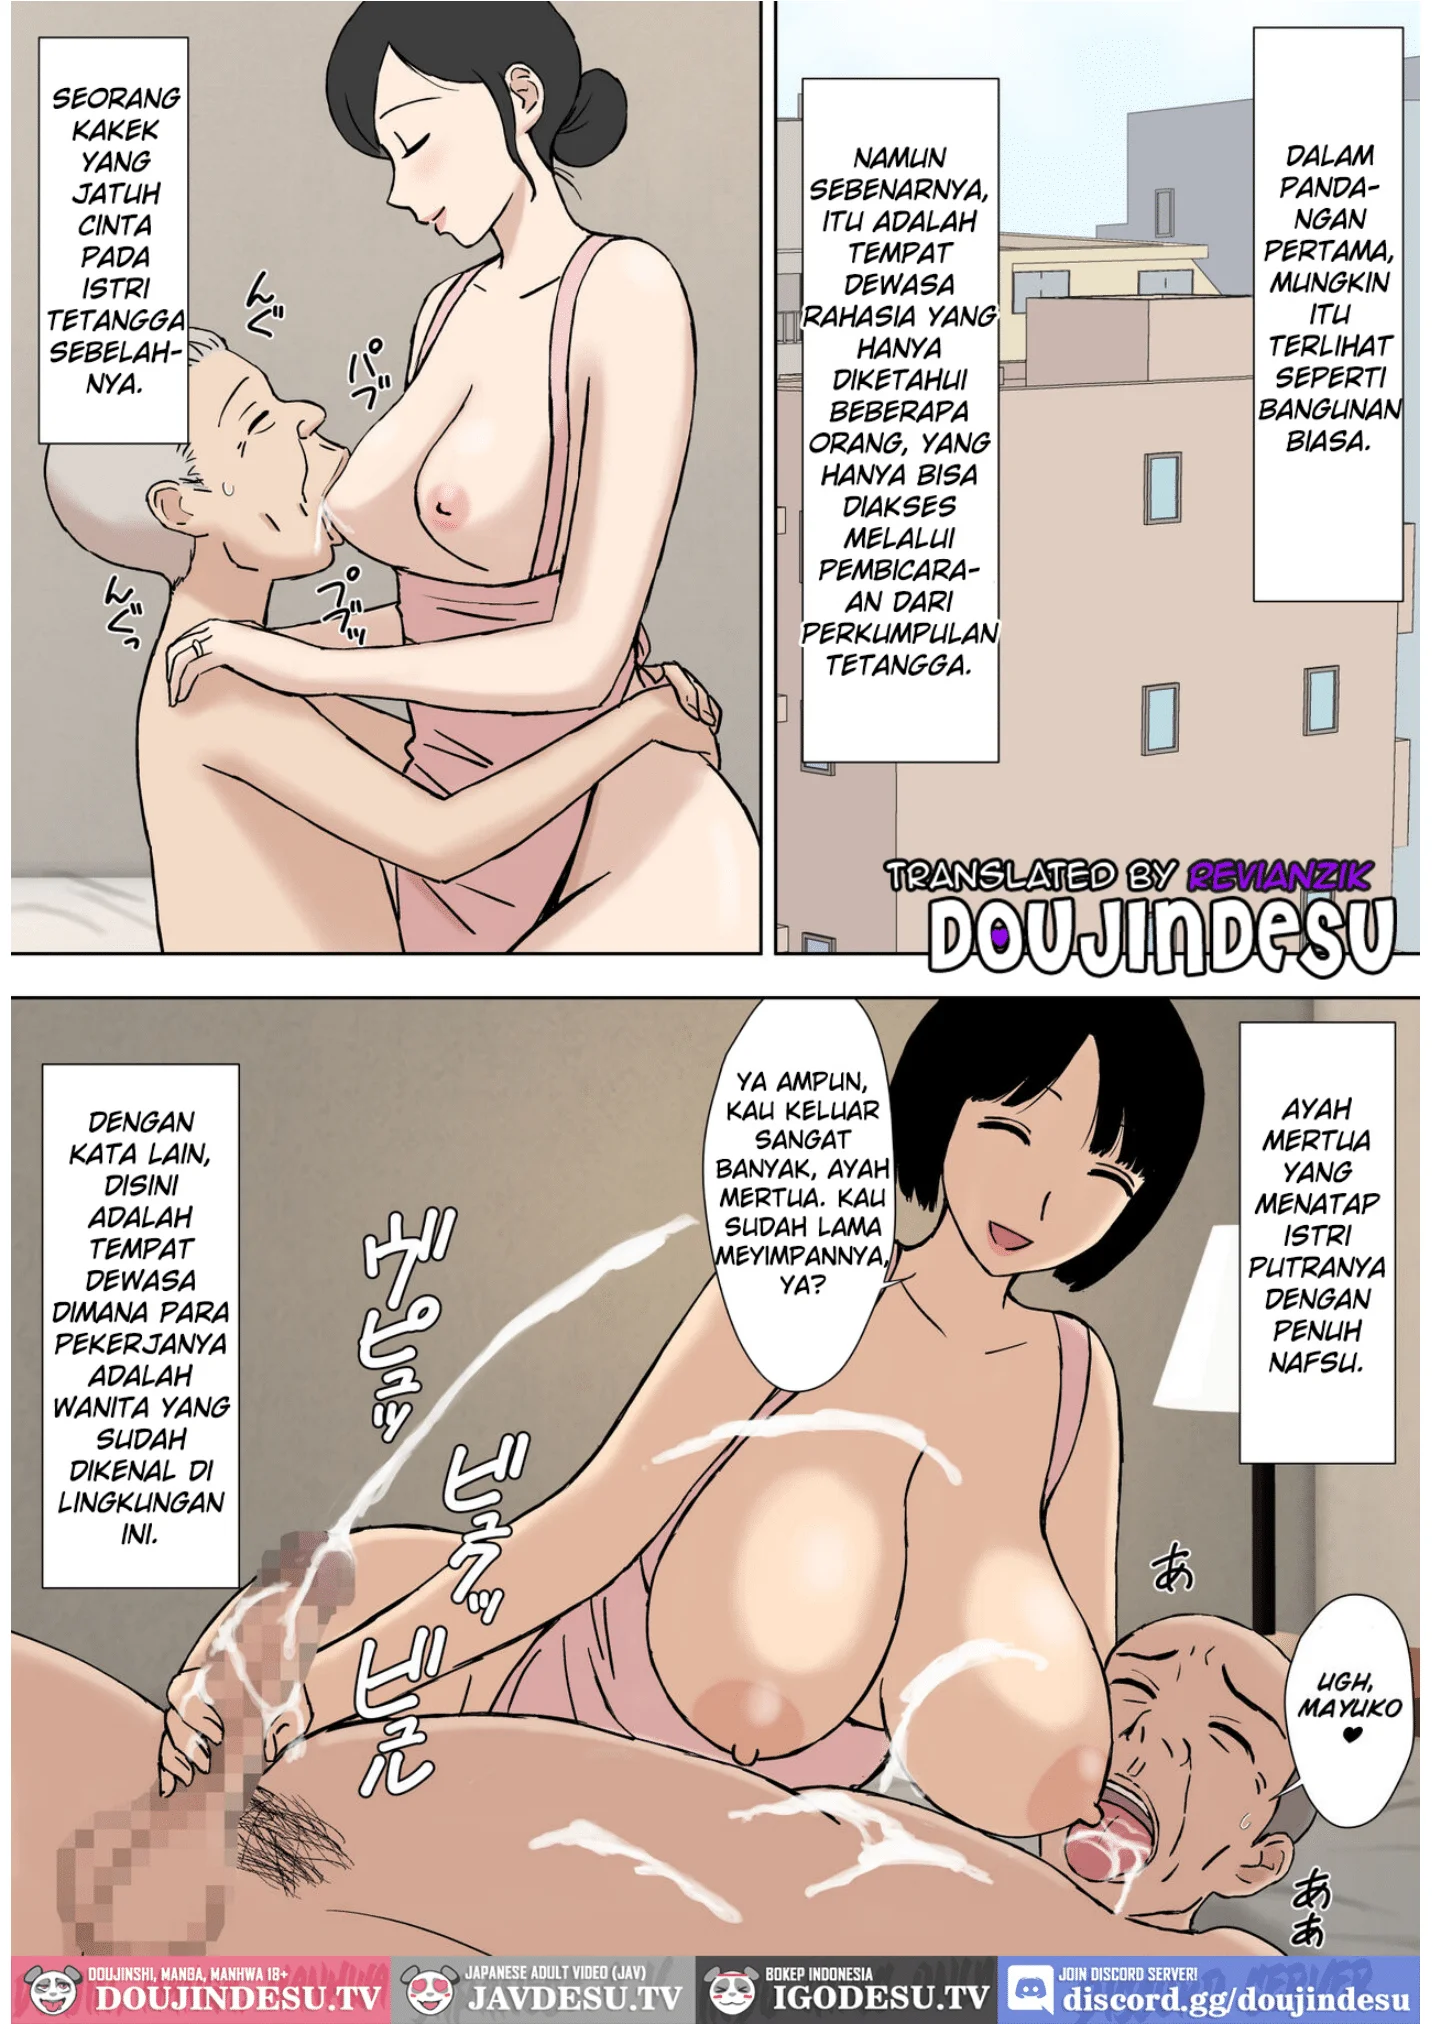 DALAM
PANDA-
NGAN
PERTAMA,
MUNGKIN
ITU
TERLIHAT
SEPERTI
BANGUNAN
BIASA.
NAMUN
SEBENARNYA,
ITU ADALAH
TEMPAT
DEWASA
RAHASIA YANG
HANYA
DIKETAHUI
BEBERAPA
ORANG, YANG
HANYA BISA
DIAKSES
MELALUI
PEMBICARA-
AN DARI
PERKUMPULAN
TETANGGA.
TRANSLATED BY REVIANZIK
DOUJINDESU
SEORANG
KAKEK
YANG
JATUH
CINTA
PADA
ISTRI
TETANGGA
SEBELAH-
NYA.
んぐ
パブ
んぐっ
プブッ
AYAH
MERTUA
YANG
MENATAP
ISTRI
PUTRANYA
DENGAN
PENUH
NAFSU.
YA AMPUN,
KAU KELUAR
SANGAT
BANYAK, AYAH
MERTUA. KAU
SUDAH LAMA
MEYIMPANNYA,
YA?
あ
UGH,
MAYUKO
♥
ああ
ヴピュッ
ビュクッ
ビュル
DENGAN
KATA LAIN,
DISINI
ADALAH
TEMPAT
DEWASA
DIMANA PARA
PEKERJANYA
ADALAH
WANITA YANG
SUDAH
DIKENAL DI
LINGKUNGAN
INI.
DOUJINSHI, MANGA, MANHWA 18+
DOUJINDESU.TV
JAPANESE ADULT VIDEO (JAV)
JAVDESU.TV
BOKEP INDONESIA
IGODESU.TV
JOIN DISCORD SERVER!
discord.gg/doujindesu